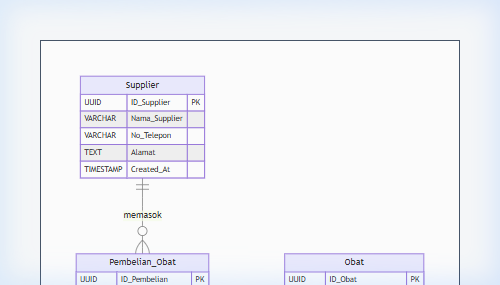 Supplier
UUID ID_Supplier PK
VARCHAR Nama_Supplier
VARCHAR No_Telepon
TEXT Alamat
TIMESTAMP Created_At
memasok
Pembelian_Obat Obat
UUID ID_Pembelian PK UUID ID_Obat PK